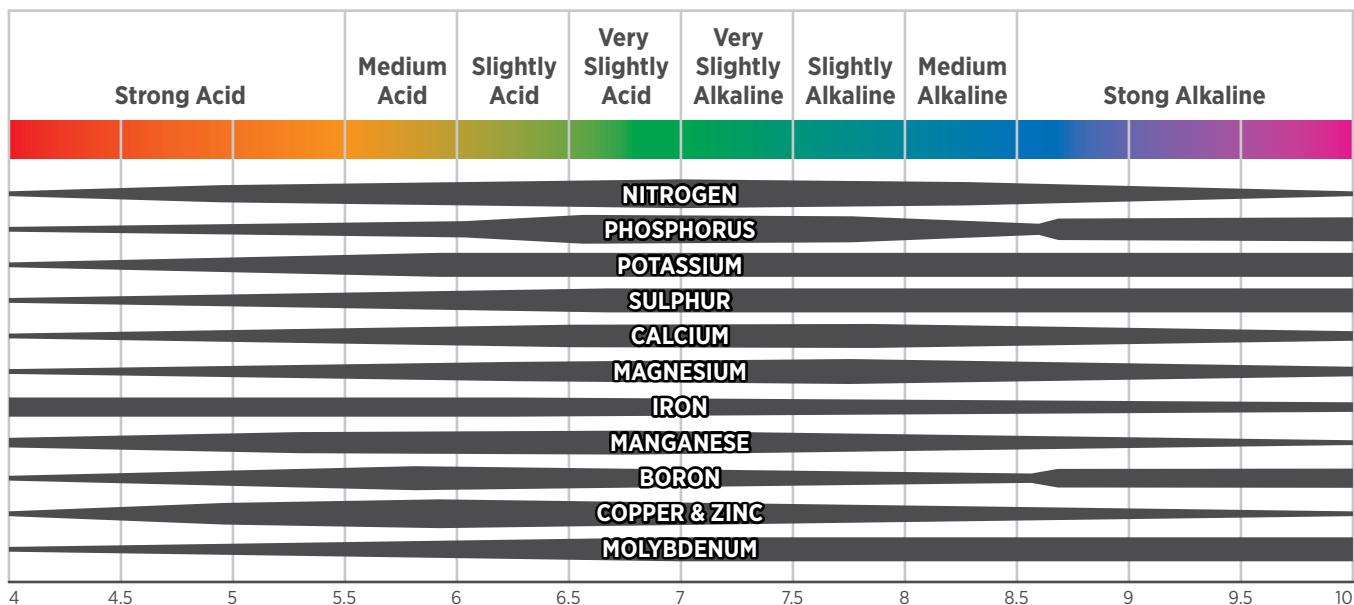 Strong Acid
Medium
Acid
Slightly
Acid
Very
Slightly
Acid
Very
Slightly
Alkaline
Slightly
Alkaline
Medium
Alkaline
Stong Alkaline
NITROGEN
PHOSPHORUS
POTASSIUM
SULPHUR
CALCIUM
MAGNESIUM
IRON
MANGANESE
BORON
COPPER & ZINC
MOLYBDENUM
4 4.5 5 5.5 6 6.5 7 7.5 8 8.5 9 9.5 10